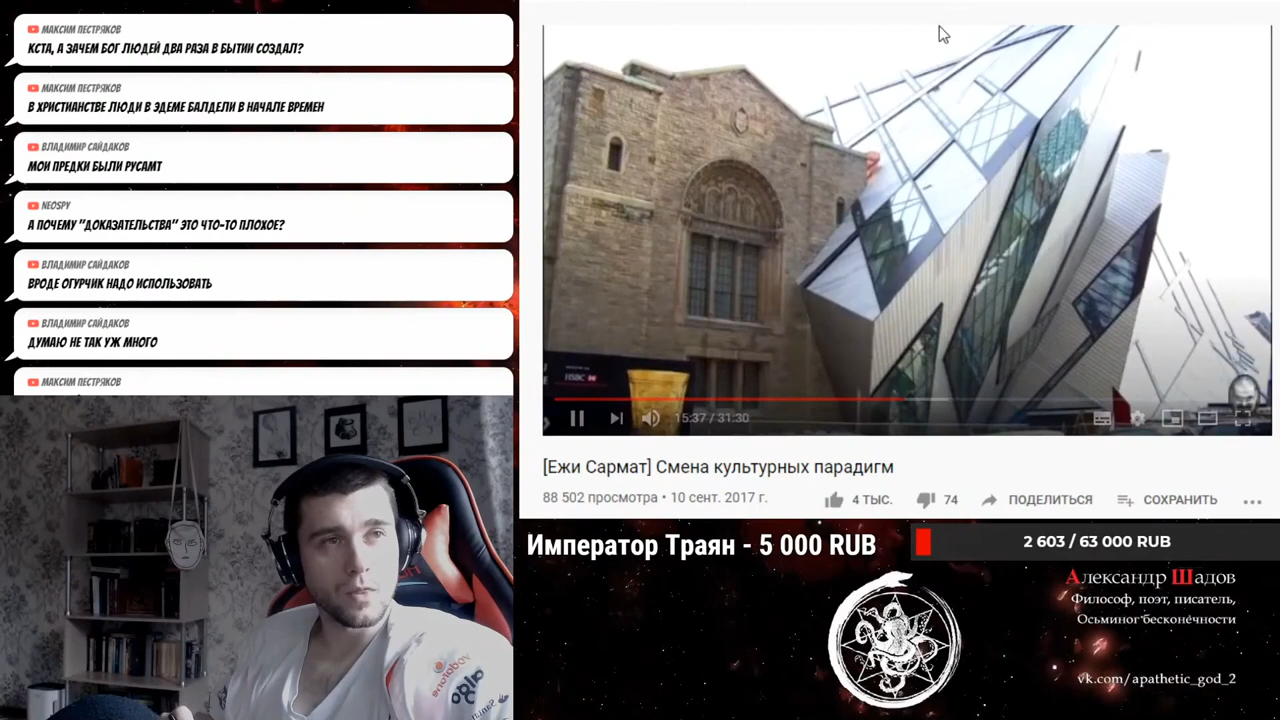 МАКСИМ ПЕСТРЯКОВ
КСТА, А ЗАЧЕМ БОГ ЛЮДЕЙ ДВА РАЗА В БЫТИИ СОЗДАЛ?
МАКСИМ ПЕСТРЯКОВ
В ХРИСТИАНСТВЕ ЛЮДИ В ЭДЕМЕ БАЛДЕЛИ В НАЧАЛЕ ВРЕМЕН
ВЛАДИМИР САЙДАКОВ
МОИ ПРЕДКИ БЫЛИ РУСАМТ
NEOSPY
А ПОЧЕМУ "ДОКАЗАТЕЛЬСТВА" ЭТО ЧТО-ТО ПЛОХОЕ?
ВЛАДИМИР САЙДАКОВ
ВРОДЕ ОГУРЧИК НАДО ИСПОЛЬЗОВАТЬ
ВЛАДИМИР САЙДАКОВ
ДУМАЮ НЕ ТАК УЖ МНОГО
МАКСИМ ПЕСТРЯКОВ
HSBC
15:37 / 31:30
[Ежи Сармат] Смена культурных парадигм
88 502 просмотра • 10 сент. 2017 г.
4 ТЫС.
74
ПОДЕЛИТЬСЯ
СОХРАНИТЬ
Император Траян - 5 000 RUB
2 603 / 63 000 RUB
Александр Шадов
Философ, поэт, писатель,
Осьминог бесконечности
vk.com/apathetic_god_2
vodafone